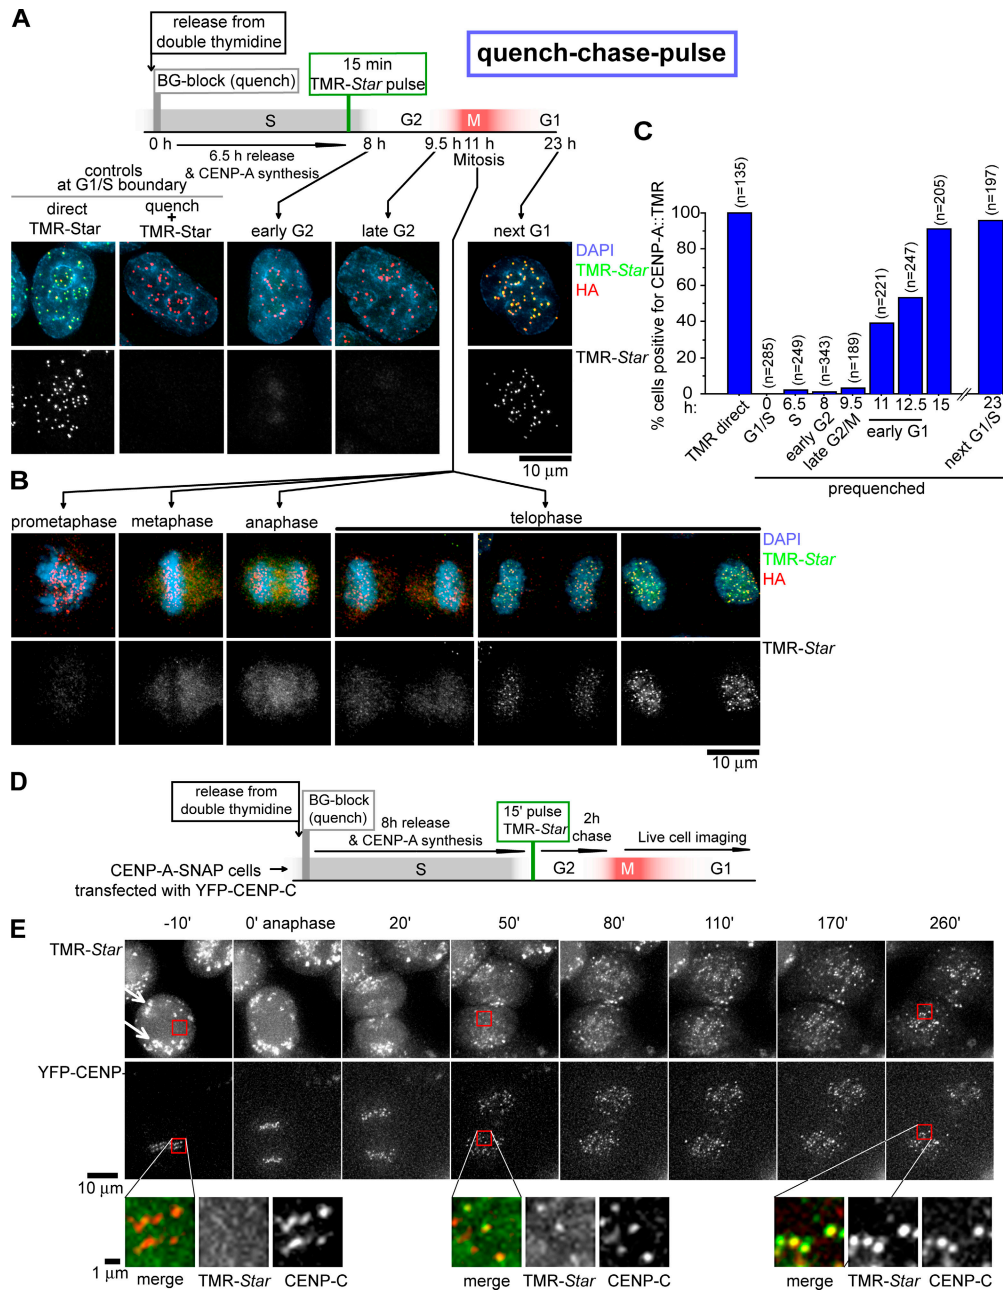 A
release from
double thymidine
BG-block (quench)
15 min
TMR-Star pulse
quench-chase-pulse
S
G2
M
G1
0 h
6.5 h release
& CENP-A synthesis
8 h
9.5 h
11 h
Mitosis
23 h
controls
at G1/S boundary
direct
TMR-Star
quench
+
TMR-Star
early G2
late G2
next G1
DAPI
TMR-Star
HA
TMR-Star
10 µm
B
prometaphase
metaphase
anaphase
telophase
DAPI
TMR-Star
HA
TMR-Star
10 µm
C
% cells positive for CENP-A::TMR
100
80
60
40
20
0
(n=135)
(n=285)
(n=249)
(n=343)
(n=189)
(n=221)
(n=247)
(n=205)
(n=197)
h:
0
6.5
8
9.5
11
12.5
15
23
TMR direct
G1/S
S
early G2
late G2/M
early G1
next G1/S
prequenched
D
release from
double thymidine
BG-block
(quench)
8h release
& CENP-A synthesis
15' pulse
TMR-Star
2h
chase
Live cell imaging
CENP-A-SNAP cells
transfected with YFP-CENP-C
S
G2
M
G1
E
-10'
0' anaphase
20'
50'
80'
110'
170'
260'
TMR-Star
YFP-CENP-
10 µm
1 µm
merge
TMR-Star
CENP-C
merge
TMR-Star
CENP-C
merge
TMR-Star
CENP-C